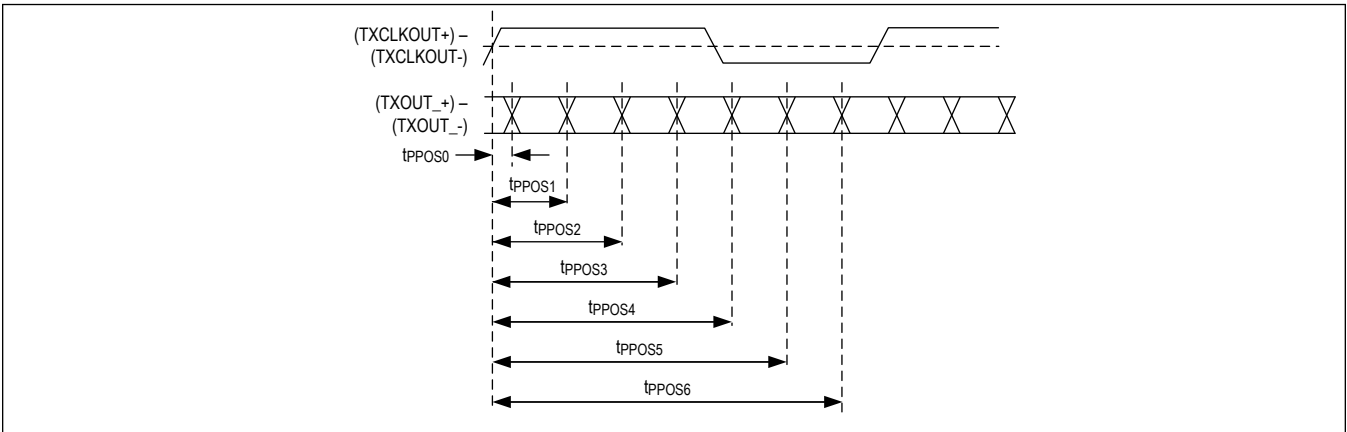 (TXCLKOUT+) –
(TXCLKOUT-)
(TXOUT_+) –
(TXOUT_-)
tPPOS0
tPPOS1
tPPOS2
tPPOS3
tPPOS4
tPPOS5
tPPOS6